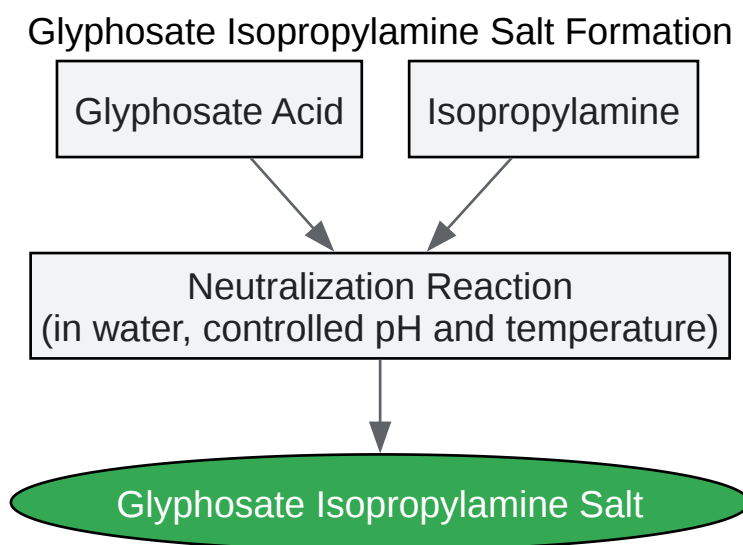 Glyphosate Isopropylamine Salt Formation
Glyphosate Acid
Isopropylamine
Neutralization Reaction
(in water, controlled pH and temperature)
Glyphosate Isopropylamine Salt